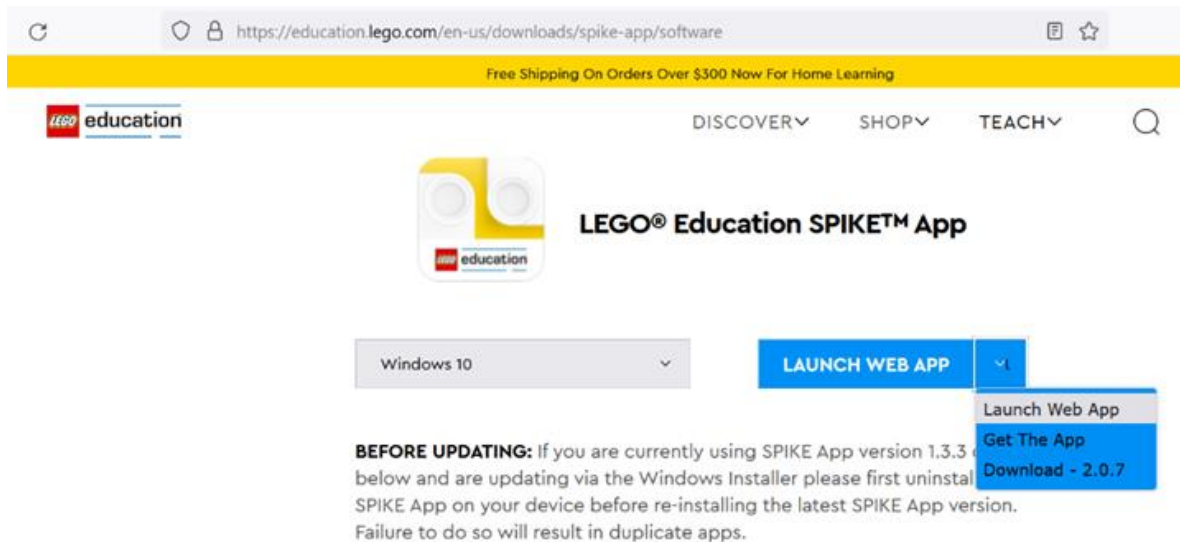 https://education.lego.com/en-us/downloads/spike-app/software
Free Shipping On Orders Over $300 Now For Home Learning
LEGO education
DISCOVER SHOP TEACH
LEGO education
LEGO® Education SPIKE™ App
Windows 10
LAUNCH WEB APP
Launch Web App
Get The App
Download - 2.0.7
BEFORE UPDATING: If you are currently using SPIKE App version 1.3.3
below and are updating via the Windows Installer please first uninstal
SPIKE App on your device before re-installing the latest SPIKE App version.
Failure to do so will result in duplicate apps.